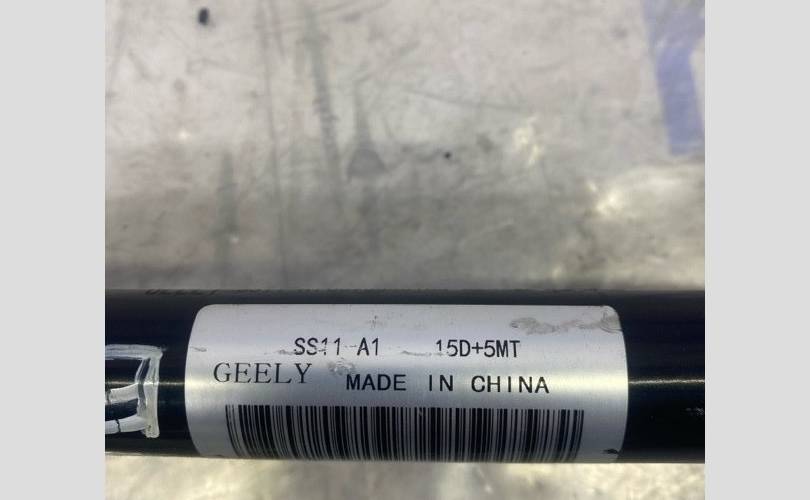 SS11-A1 15D+5MT
GEELY MADE IN CHINA